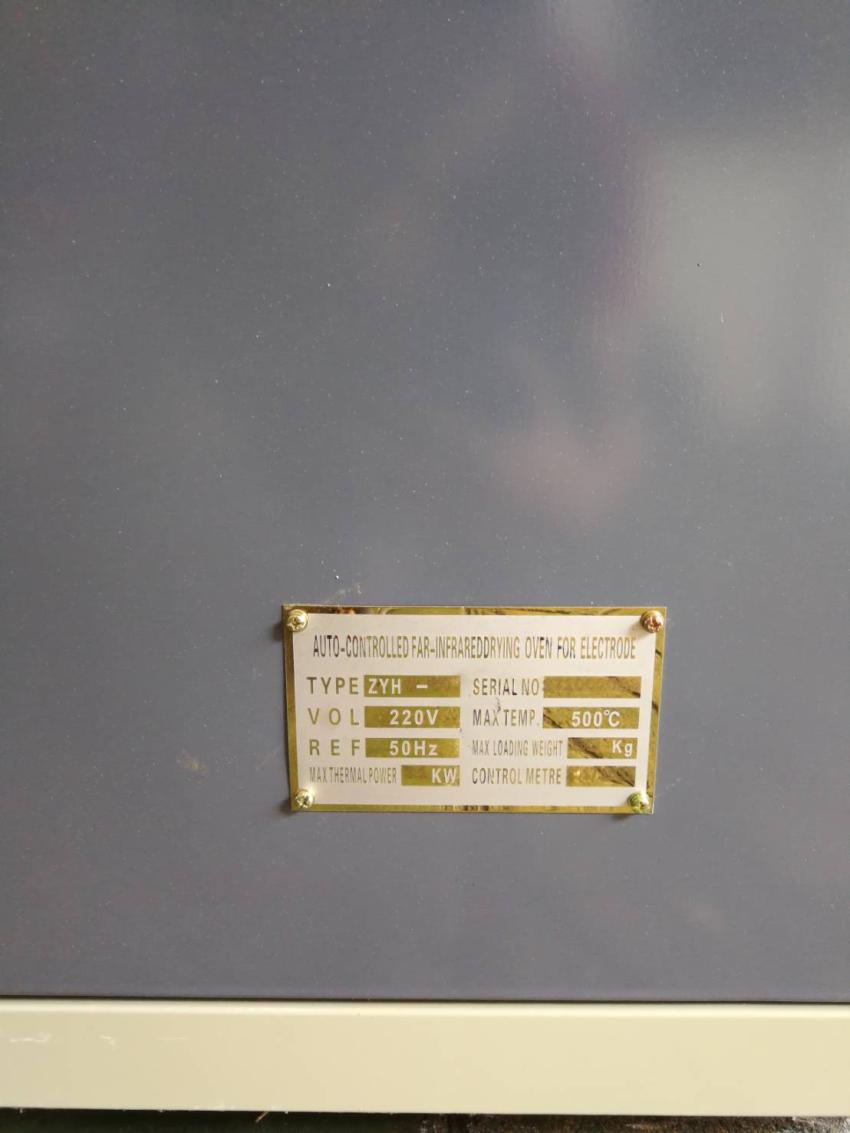 AUTO-CONTROLLED FAR-INFRAREDDRYING OVEN FOR ELECTRODE
TYPE ZYH - SERIAL NO
VOL 220V MAX TEMP. 500℃
REF 50Hz MAX LOADING WEIGHT Kg
MAX THERMAL POWER KW CONTROL METRE